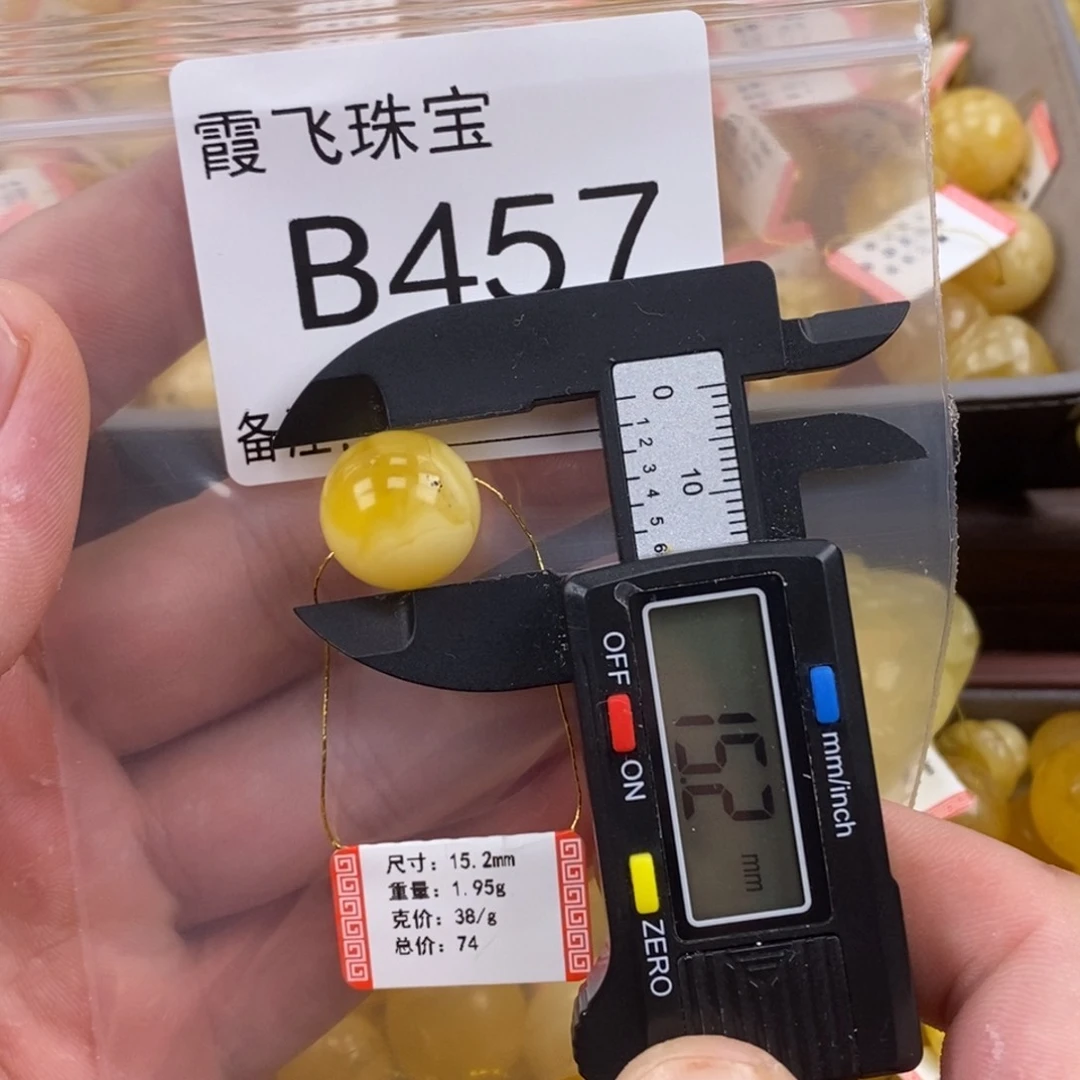 霞飞珠宝
B457
备注:
0
1 2 3 4 5 6
10
OFF
ON
mm/inch
15.2
mm
ZERO
尺寸: 15.2mm
重量: 1.95g
克价: 38/g
总价: 74